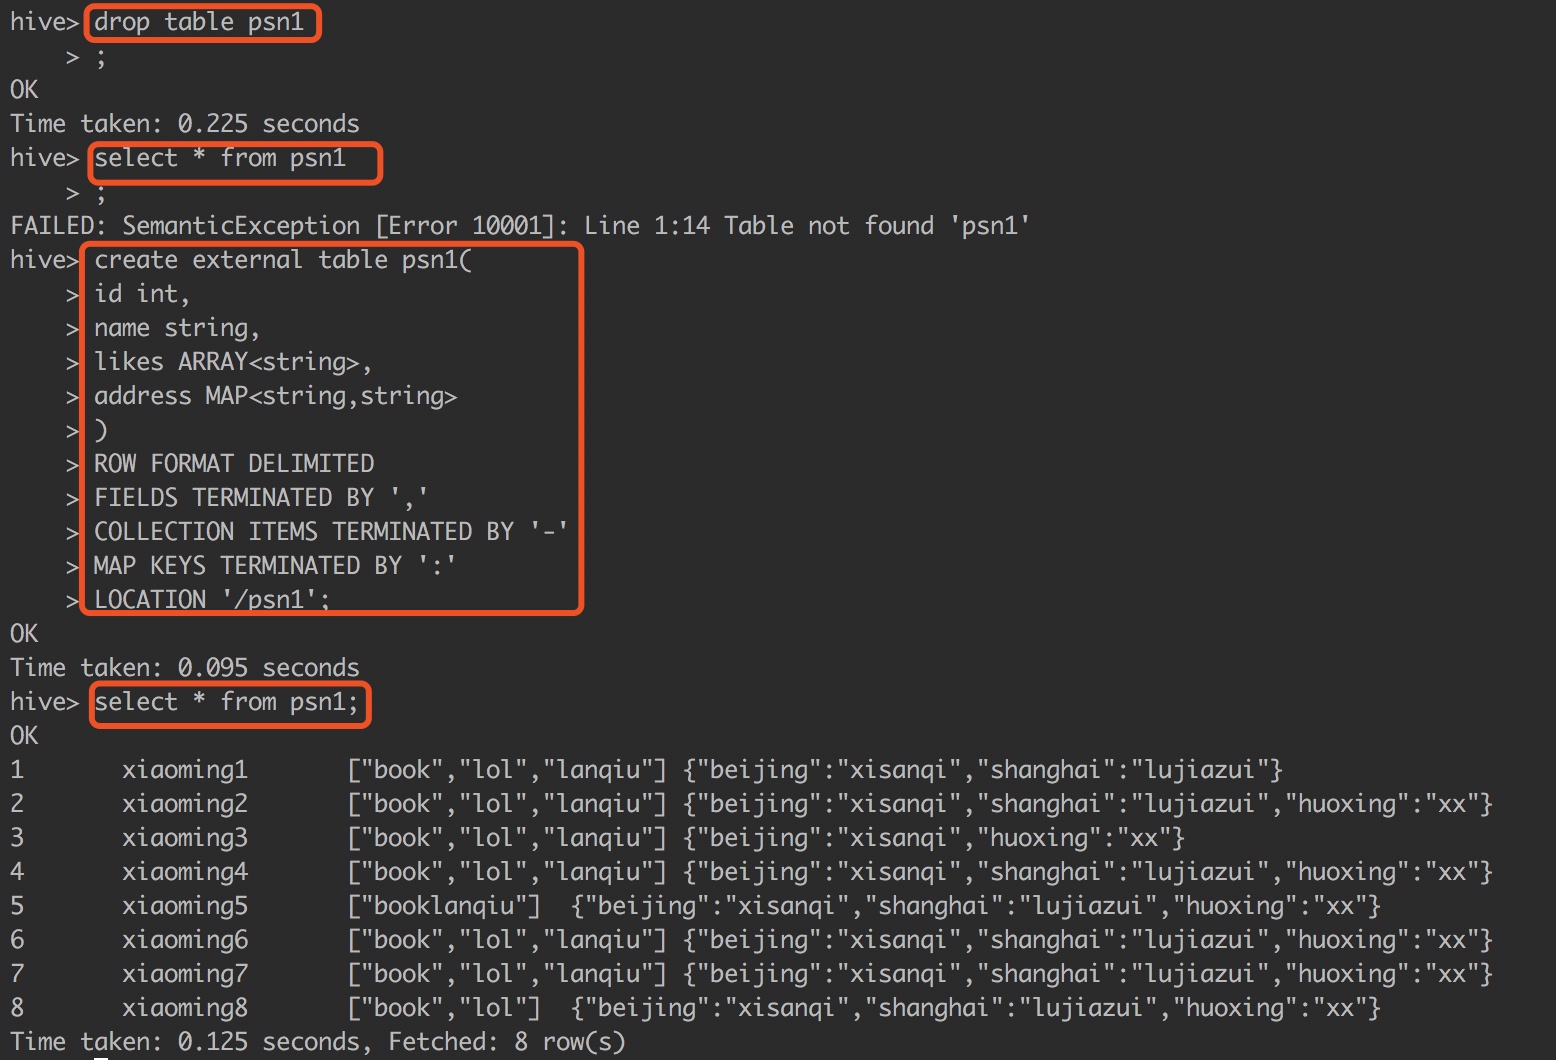 hive> drop table psn1
    > ;
OK
Time taken: 0.225 seconds
hive> select * from psn1
    > ;
FAILED: SemanticException [Error 10001]: Line 1:14 Table not found 'psn1'
hive> create external table psn1(
    > id int,
    > name string,
    > likes ARRAY<string>,
    > address MAP<string,string>
    > )
    > ROW FORMAT DELIMITED
    > FIELDS TERMINATED BY ','
    > COLLECTION ITEMS TERMINATED BY '-'
    > MAP KEYS TERMINATED BY ':'
    > LOCATION '/psn1';
OK
Time taken: 0.095 seconds
hive> select * from psn1;
OK
1	xiaoming1	["book","lol","lanqiu"]	{"beijing":"xisanqi","shanghai":"lujiazui"}
2	xiaoming2	["book","lol","lanqiu"]	{"beijing":"xisanqi","shanghai":"lujiazui","huoxing":"xx"}
3	xiaoming3	["book","lol","lanqiu"]	{"beijing":"xisanqi","huoxing":"xx"}
4	xiaoming4	["book","lol","lanqiu"]	{"beijing":"xisanqi","shanghai":"lujiazui","huoxing":"xx"}
5	xiaoming5	["booklanqiu"]	{"beijing":"xisanqi","shanghai":"lujiazui","huoxing":"xx"}
6	xiaoming6	["book","lol","lanqiu"]	{"beijing":"xisanqi","shanghai":"lujiazui","huoxing":"xx"}
7	xiaoming7	["book","lol","lanqiu"]	{"beijing":"xisanqi","shanghai":"lujiazui","huoxing":"xx"}
8	xiaoming8	["book","lol"]	{"beijing":"xisanqi","shanghai":"lujiazui","huoxing":"xx"}
Time taken: 0.125 seconds, Fetched: 8 row(s)